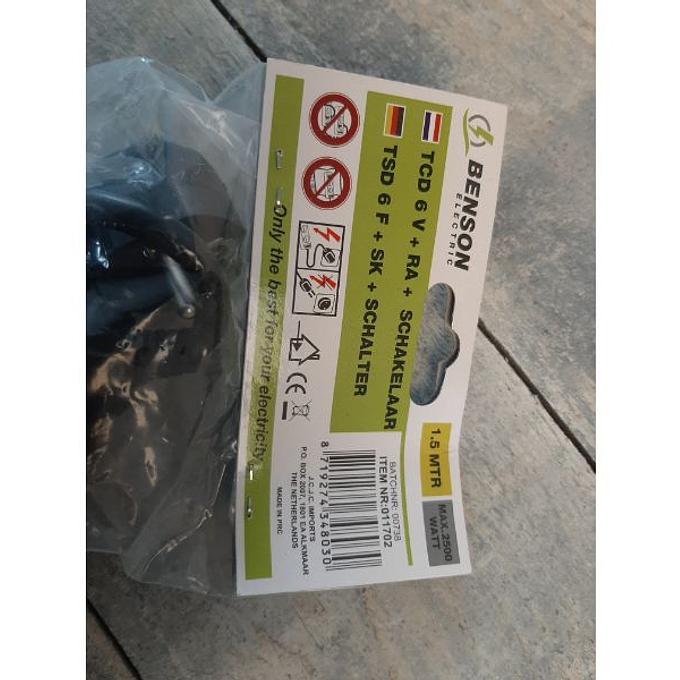 BENSON
ELECTRIC
TCD 6 V + RA + SCHAKELAAR
TSD 6 F + SK + SCHALTER
Only the best for your electricity
1.5 MTR
MAX.2500
WATT
BATCHNR: 00738
ITEM NR:011702
8 719274 348030
J.C.J.C. IMPORTS
P.O. BOX 2007, 1801 EA ALKMAAR
THE NETHERLANDS
MADE IN PRC
CE